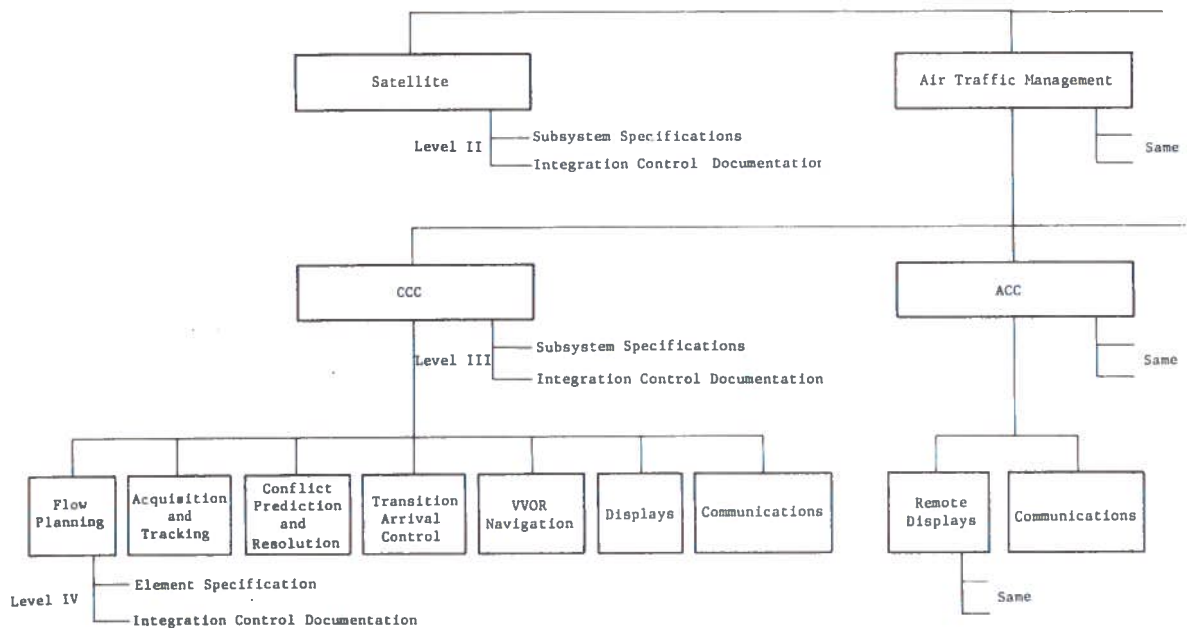 Satellite
Air Traffic Management
Level II
Subsystem Specifications
Integration Control Documentation
Same
CCC
ACC
Level III
Subsystem Specifications
Integration Control Documentation
Same
Flow
Planning
Acquisition
and
Tracking
Conflict
Prediction
and
Resolution
Transition
Arrival
Control
VVOR
Navigation
Displays
Communications
Remote
Displays
Communications
Level IV
Element Specification
Integration Control Documentation
Same